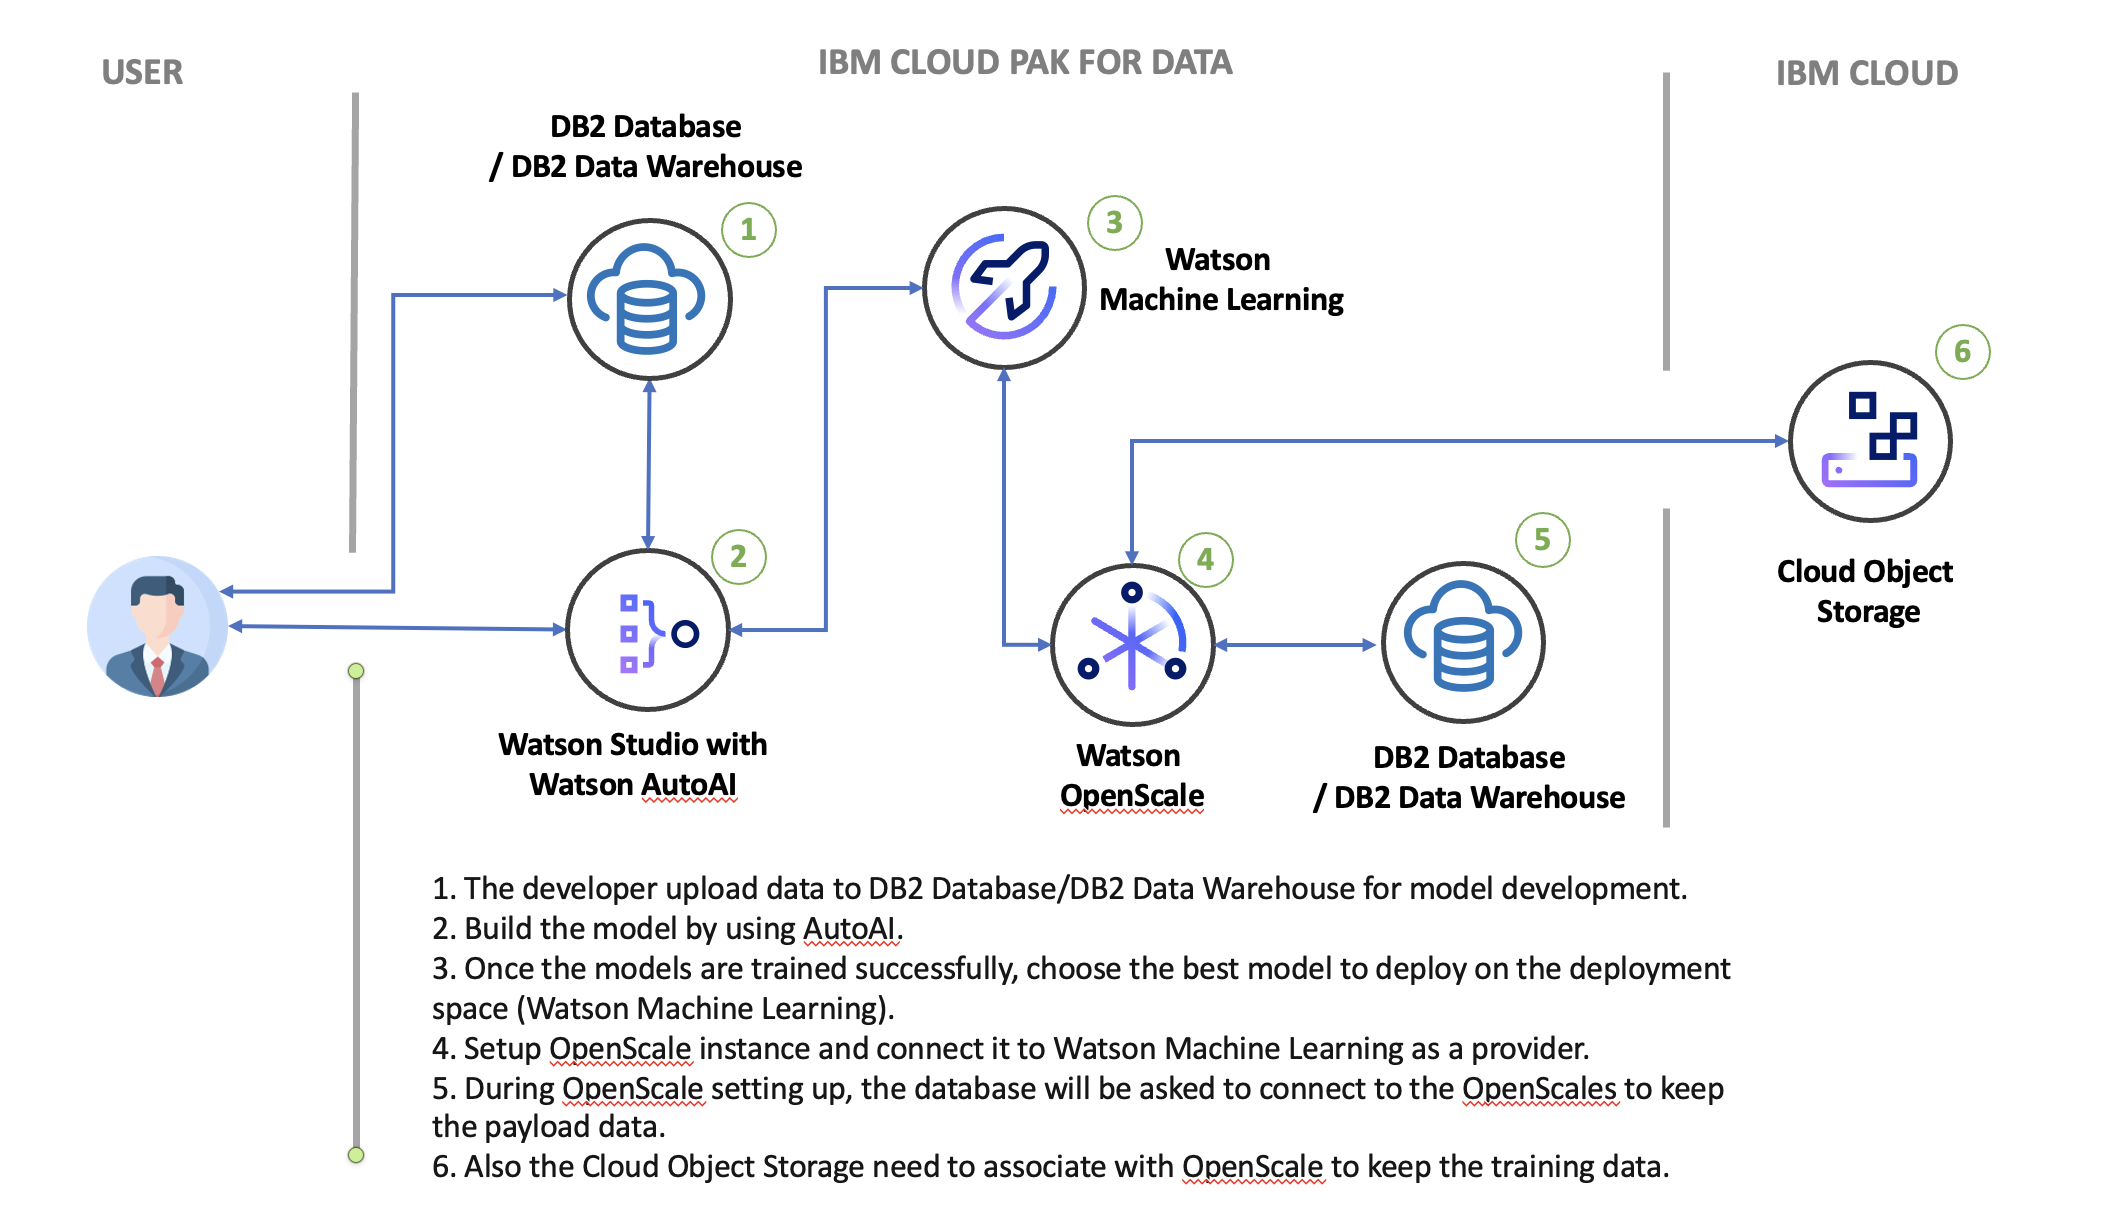 USER
IBM CLOUD PAK FOR DATA
IBM CLOUD
DB2 Database
/ DB2 Data Warehouse
1
3
Watson
Machine Learning
6
Cloud Object
Storage
2
Watson Studio with
Watson AutoAI
4
Watson
OpenScale
5
DB2 Database
/ DB2 Data Warehouse
1. The developer upload data to DB2 Database/DB2 Data Warehouse for model development.
2. Build the model by using AutoAI.
3. Once the models are trained successfully, choose the best model to deploy on the deployment
space (Watson Machine Learning).
4. Setup OpenScale instance and connect it to Watson Machine Learning as a provider.
5. During OpenScale setting up, the database will be asked to connect to the OpenScales to keep
the payload data.
6. Also the Cloud Object Storage need to associate with OpenScale to keep the training data.